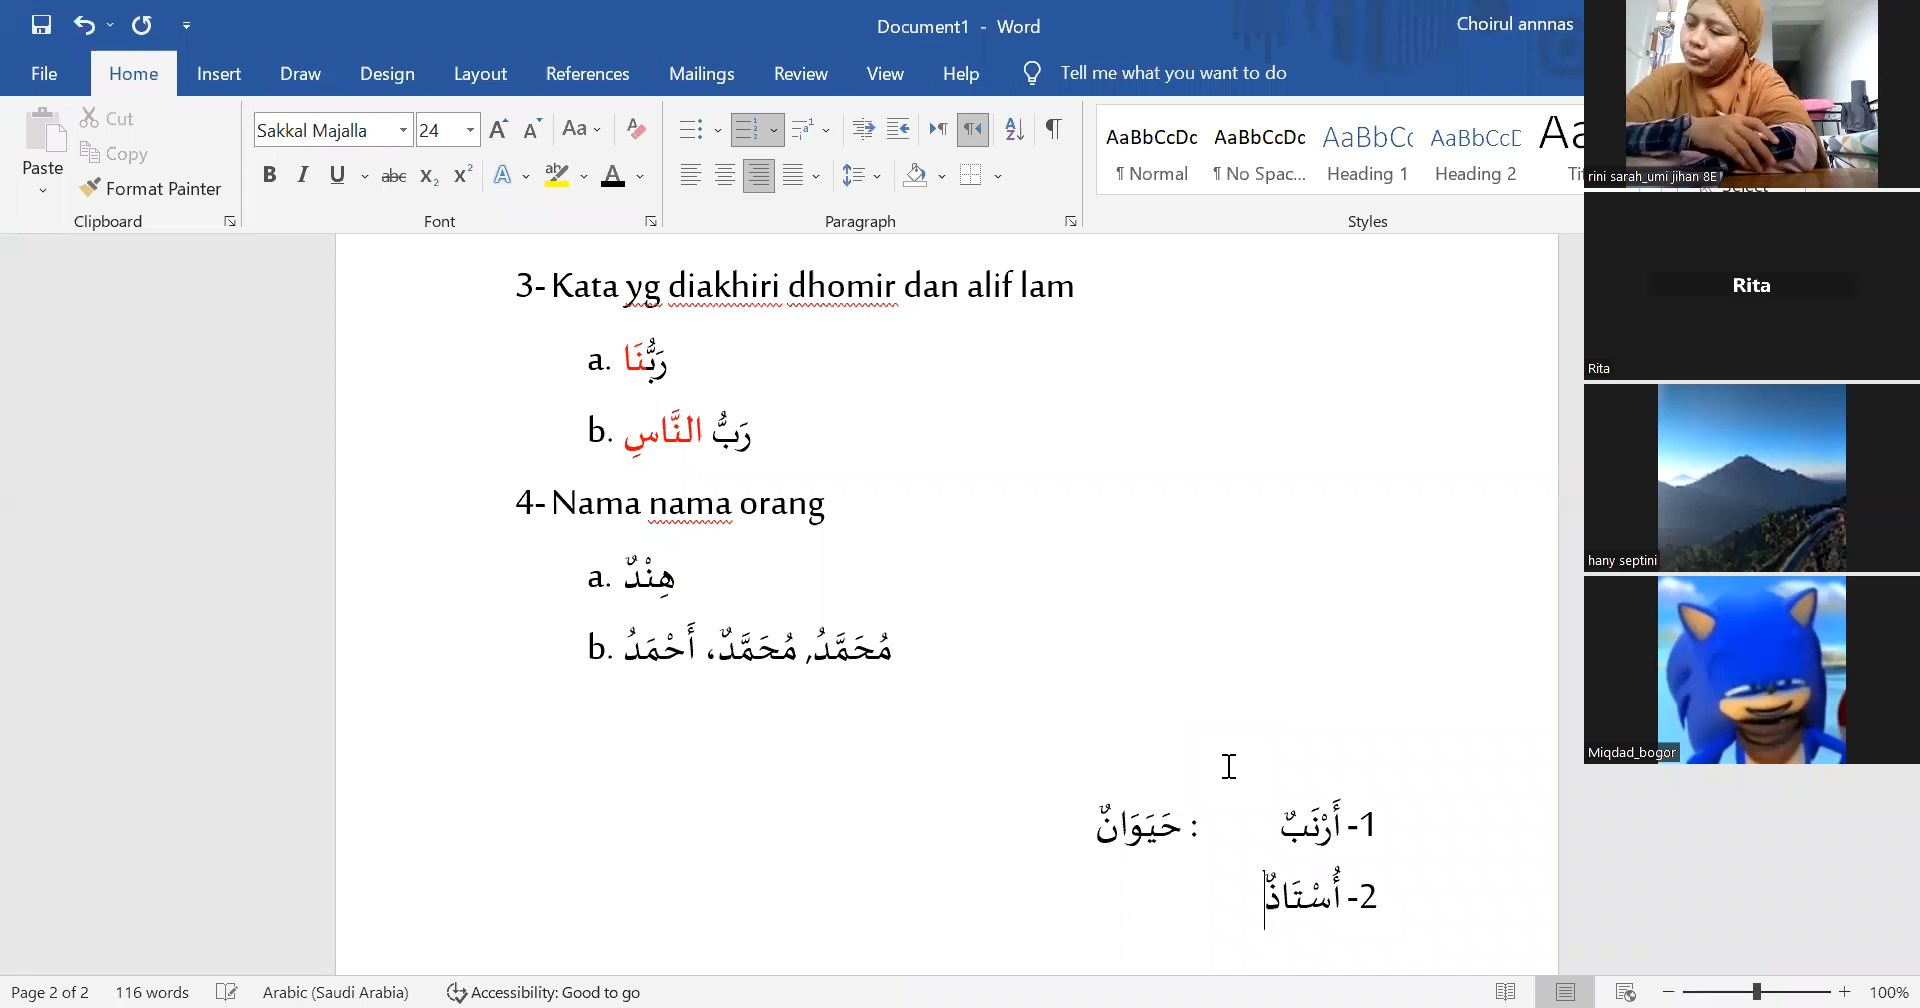 Document1 - Word
Choirul annnas
File Home Insert Draw Design Layout References Mailings Review View Help Tell me what you want to do
Paste
Cut
Copy
Format Painter
Clipboard
Sakkal Majalla 24
Font
Paragraph
AaBbCcDc AaBbCcDc AaBbCc AaBbCcD
¶ Normal ¶ No Spac... Heading 1 Heading 2
Styles
3- Kata yg diakhiri dhomir dan alif lam
a. رَبُّنَا
b. رَبُّ النَّاسِ
4- Nama nama orang
a. هِنْدٌ
b. مُحَمَّدُ, مُحَمَّدٌ، أَحْمَدُ
1- أَرْنَبٌ : حَيَوَانٌ
2- أُسْتَاذٌ
rini sarah_umi jihan 8E
Rita
Rita
hany septini
Miqdad_bogor
Page 2 of 2 116 words Arabic (Saudi Arabia) Accessibility: Good to go 100%